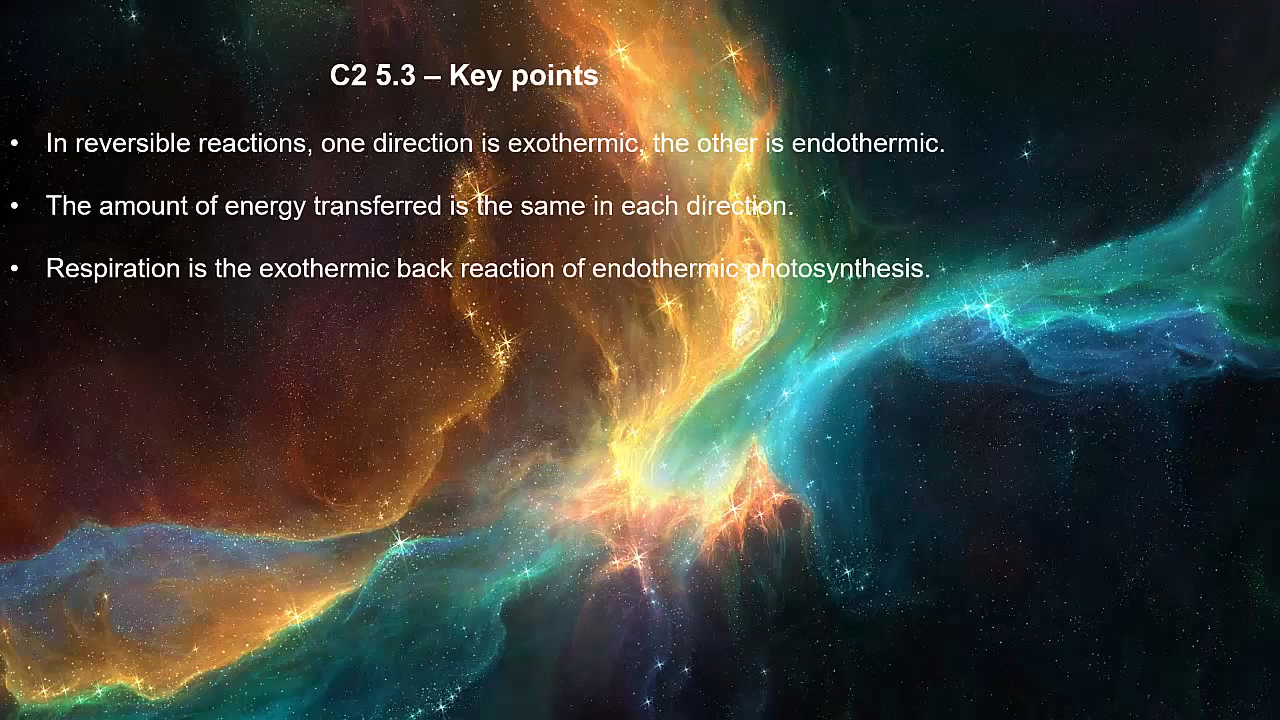 C2 5.3 – Key points
• In reversible reactions, one direction is exothermic, the other is endothermic.
• The amount of energy transferred is the same in each direction.
• Respiration is the exothermic back reaction of endothermic photosynthesis.